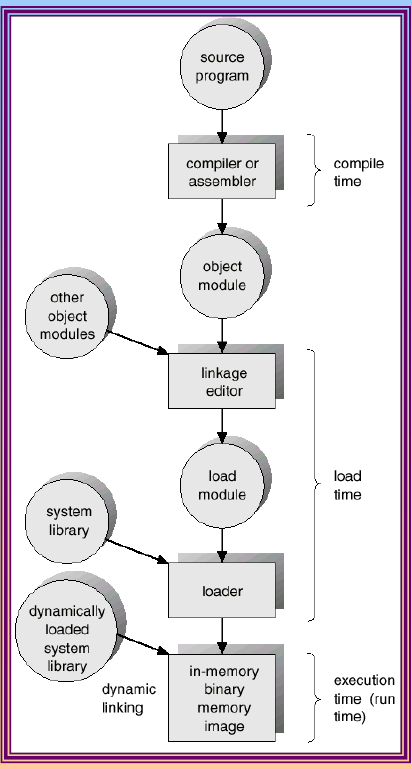 source
program
compiler or
assembler
compile
time
object
module
other
object
modules
linkage
editor
load
module
load
time
system
library
loader
dynamically
loaded
system
library
dynamic
linking
in-memory
binary
memory
image
execution
time (run
time)